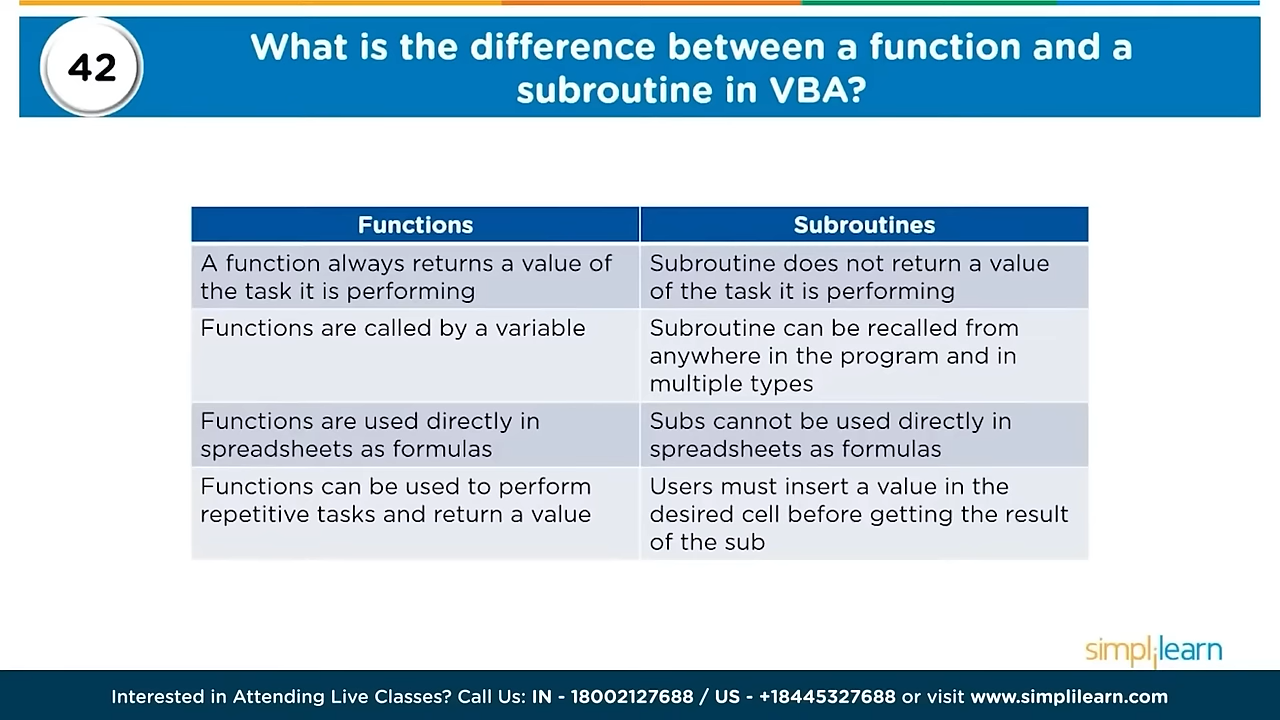 42
What is the difference between a function and a
subroutine in VBA?
Functions
Subroutines
A function always returns a value of
the task it is performing
Subroutine does not return a value
of the task it is performing
Functions are called by a variable
Subroutine can be recalled from
anywhere in the program and in
multiple types
Functions are used directly in
spreadsheets as formulas
Subs cannot be used directly in
spreadsheets as formulas
Functions can be used to perform
repetitive tasks and return a value
Users must insert a value in the
desired cell before getting the result
of the sub
simplilearn
Interested in Attending Live Classes? Call Us: IN - 18002127688 / US - +18445327688 or visit www.simplilearn.com